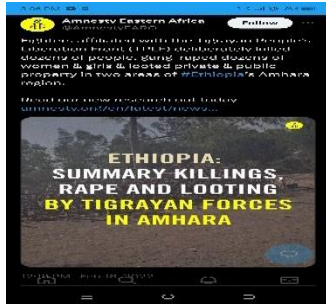 Amnesty Eastern Africa
Follow
@AmnestyEARO
Fighters affiliated with the Tigrayan People's
Liberation Front (TPLF) deliberately killed
dozens of people, gang-raped dozens of
women & girls & looted private & public
property in two areas of #Ethiopia's Amhara
region.
Read our new research out today
amnesty.org/en/latest/news...
ETHIOPIA:
SUMMARY KILLINGS,
RAPE AND LOOTING
BY TIGRAYAN FORCES
IN AMHARA